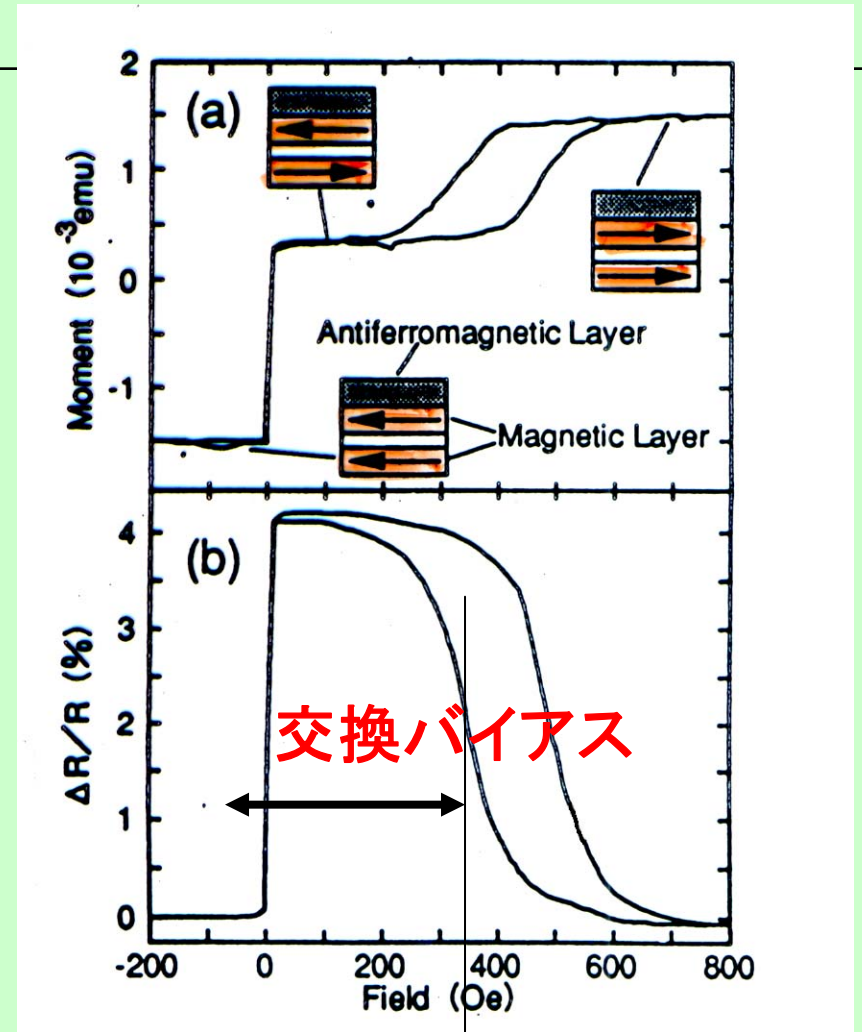 2
(a)
1
0
-1
Moment (10⁻³emu)
Antiferromagnetic Layer
Magnetic Layer
(b)
4
3
2
1
0
ΔR/R (%)
交換バイアス
-200 0 200 400 600 800
Field (Oe)